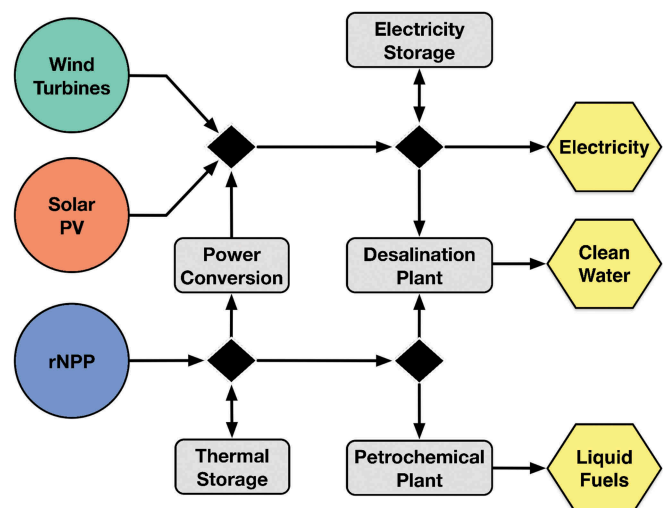 Wind
Turbines
Electricity
Storage
Electricity
Solar
PV
Power
Conversion
Desalination
Plant
Clean
Water
rNPP
Thermal
Storage
Petrochemical
Plant
Liquid
Fuels